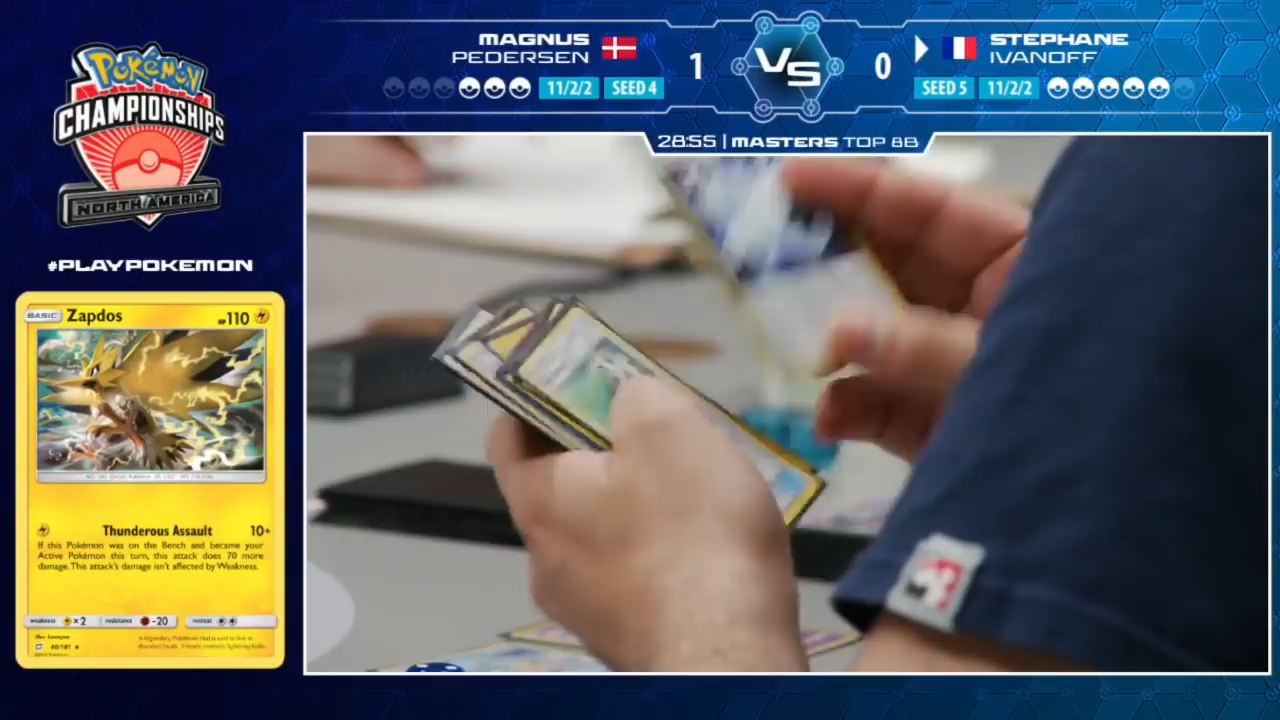 Pokémon
CHAMPIONSHIPS
NORTH AMERICA
#PLAYPOKEMON
MAGNUS
PEDERSEN
11/2/2
SEED 4
1
VS
0
STEPHANE
IVANOFF
SEED 5
11/2/2
28:55 | MASTERS TOP 8B
BASIC
Zapdos
HP110
Thunderous Assault 10+
If this Pokémon was on the Bench and became your
Active Pokémon this turn, this attack does 70 more
damage. This attack's damage isn't affected by Weakness.
weakness ×2 resistance -20 retreat